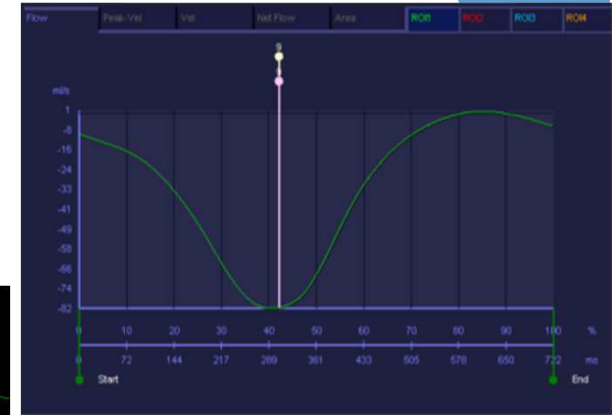 Flow Peak-Vel Vel Net Flow Area ROI1 ROI2 ROI3 ROI4
9
ml/s
1
-8
-16
-24
-33
-41
-49
-58
-66
-74
-82
0 10 20 30 40 50 60 70 80 90 100 %
0 72 144 217 289 361 433 505 578 650 722 ms
Start End